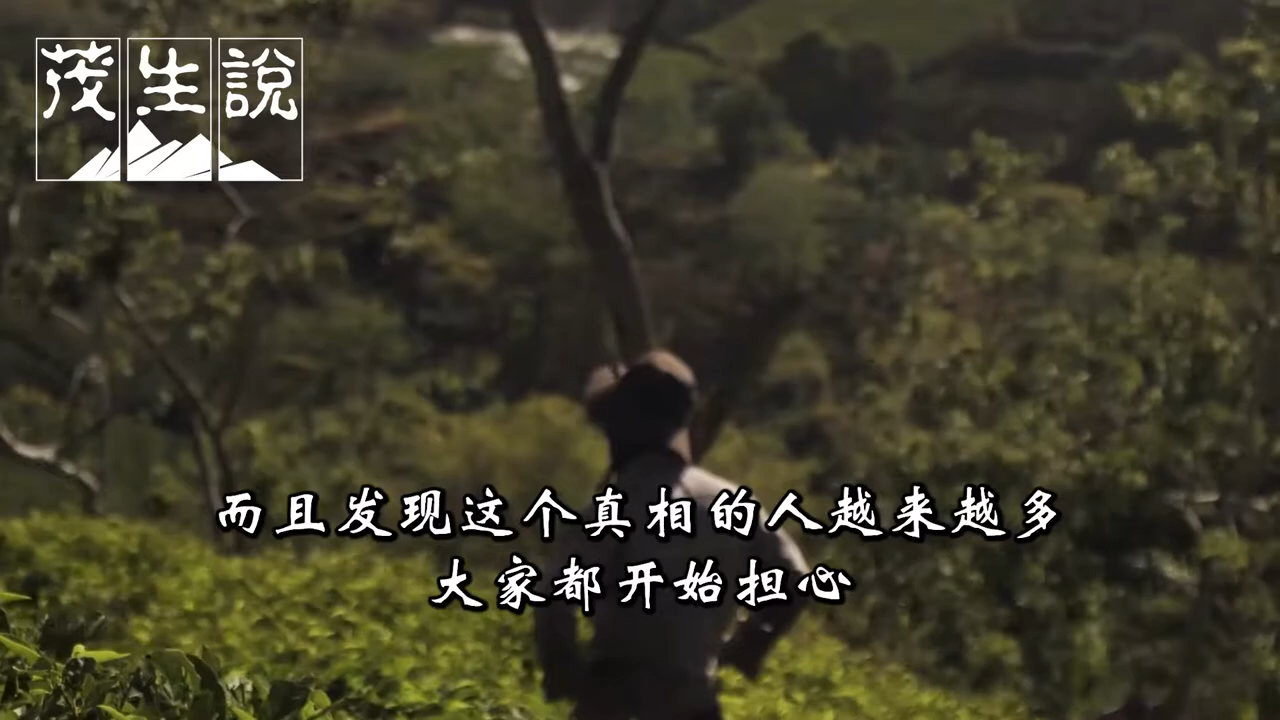 茂生說
而且发现这个真相的人越来越多
大家都开始担心